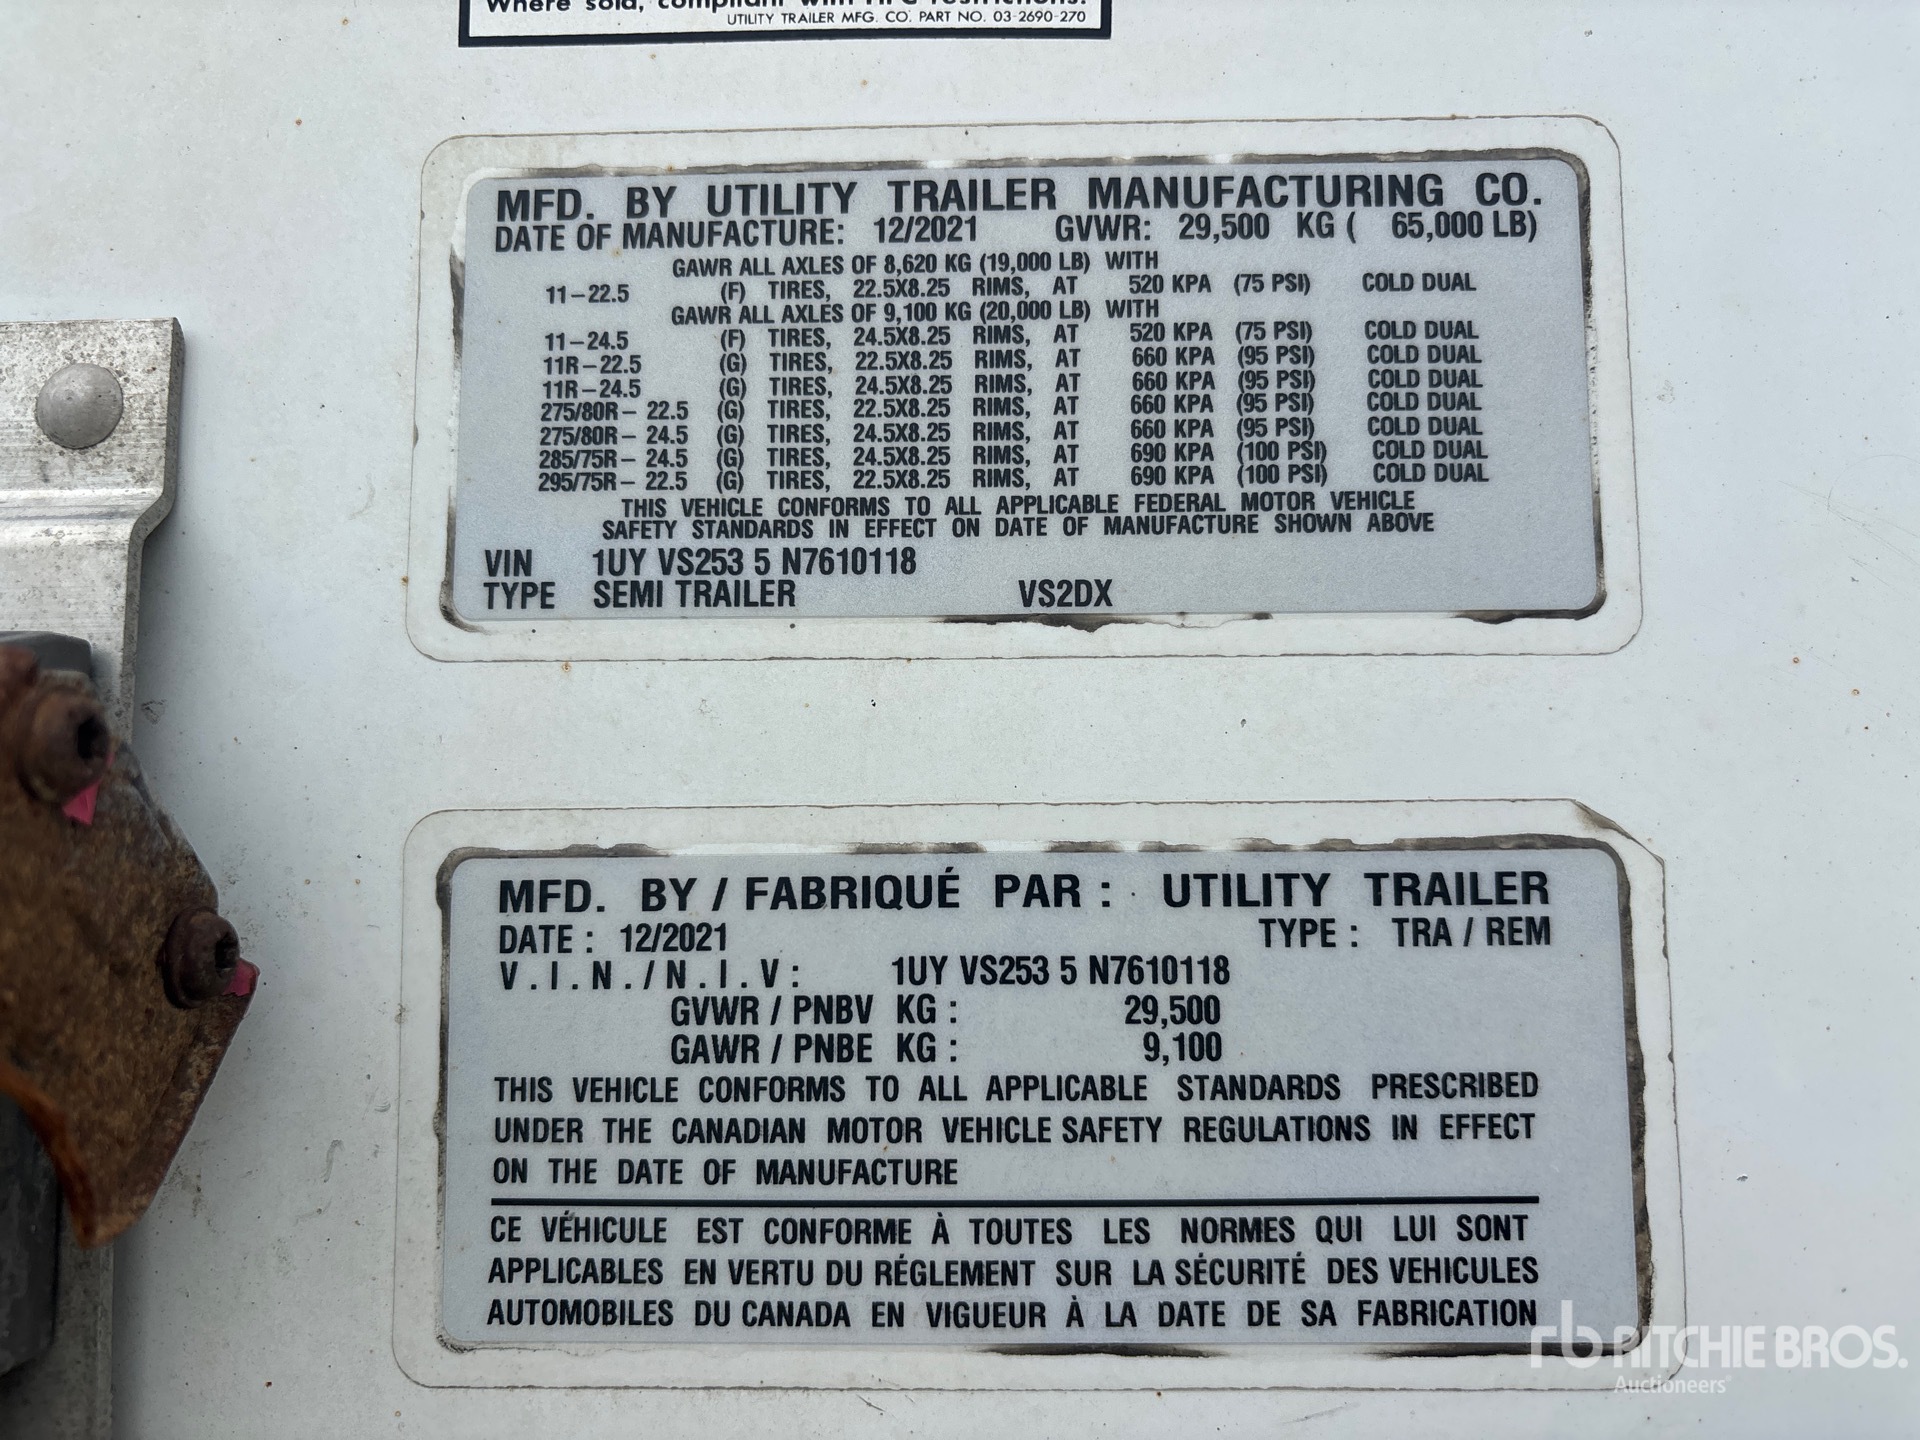 Where sold, compliant with HFC restrictions.
UTILITY TRAILER MFG. CO. PART NO. 03-2690-270
MFD. BY UTILITY TRAILER MANUFACTURING CO.
DATE OF MANUFACTURE: 12/2021 GVWR: 29,500 KG ( 65,000 LB)
GAWR ALL AXLES OF 8,620 KG (19,000 LB) WITH
11-22.5 (F) TIRES, 22.5X8.25 RIMS, AT 520 KPA (75 PSI) COLD DUAL
GAWR ALL AXLES OF 9,100 KG (20,000 LB) WITH
11-24.5 (F) TIRES, 24.5X8.25 RIMS, AT 520 KPA (75 PSI) COLD DUAL
11R-22.5 (G) TIRES, 22.5X8.25 RIMS, AT 660 KPA (95 PSI) COLD DUAL
11R-24.5 (G) TIRES, 24.5X8.25 RIMS, AT 660 KPA (95 PSI) COLD DUAL
275/80R- 22.5 (G) TIRES, 22.5X8.25 RIMS, AT 660 KPA (95 PSI) COLD DUAL
275/80R- 24.5 (G) TIRES, 24.5X8.25 RIMS, AT 660 KPA (95 PSI) COLD DUAL
285/75R- 24.5 (G) TIRES, 24.5X8.25 RIMS, AT 690 KPA (100 PSI) COLD DUAL
295/75R- 22.5 (G) TIRES, 22.5X8.25 RIMS, AT 690 KPA (100 PSI) COLD DUAL
THIS VEHICLE CONFORMS TO ALL APPLICABLE FEDERAL MOTOR VEHICLE
SAFETY STANDARDS IN EFFECT ON DATE OF MANUFACTURE SHOWN ABOVE
VIN 1UY VS253 5 N7610118
TYPE SEMI TRAILER VS2DX
MFD. BY / FABRIQUÉ PAR : UTILITY TRAILER
DATE : 12/2021 TYPE : TRA / REM
V.I.N./N.I.V: 1UY VS253 5 N7610118
GVWR / PNBV KG : 29,500
GAWR / PNBE KG : 9,100
THIS VEHICLE CONFORMS TO ALL APPLICABLE STANDARDS PRESCRIBED
UNDER THE CANADIAN MOTOR VEHICLE SAFETY REGULATIONS IN EFFECT
ON THE DATE OF MANUFACTURE
CE VÉHICULE EST CONFORME À TOUTES LES NORMES QUI LUI SONT
APPLICABLES EN VERTU DU RÉGLEMENT SUR LA SÉCURITÉ DES VEHICULES
AUTOMOBILES DU CANADA EN VIGUEUR À LA DATE DE SA FABRICATION
rb RITCHIE BROS.
Auctioneers